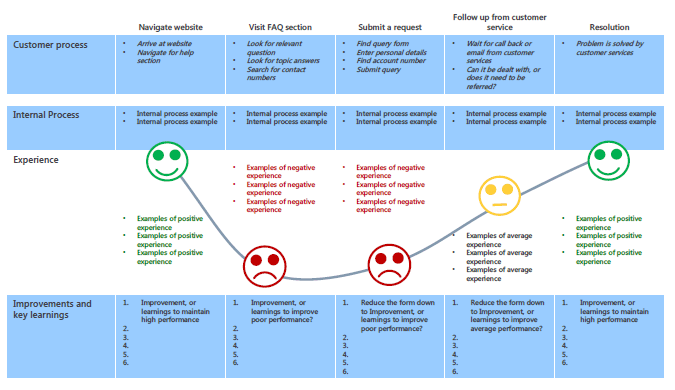 Navigate website
Visit FAQ section
Submit a request
Follow up from customer
service
Resolution
Customer process
• Arrive at website
• Navigate for help
section
• Look for relevant
question
• Look for topic answers
• Search for contact
numbers
• Find query form
• Enter personal details
• Find account number
• Submit query
• Wait for call back or
email from customer
services
• Can it be dealt with, or
does it need to be
referred?
• Problem is solved by
customer services
Internal Process
• Internal process example
• Internal process example
• Internal process example
• Internal process example
• Internal process example
• Internal process example
• Internal process example
• Internal process example
• Internal process example
• Internal process example
Experience
• Examples of positive
experience
• Examples of positive
experience
• Examples of positive
experience
• Examples of negative
experience
• Examples of negative
experience
• Examples of negative
experience
• Examples of negative
experience
• Examples of negative
experience
• Examples of negative
experience
• Examples of average
experience
• Examples of average
experience
• Examples of average
experience
• Examples of positive
experience
• Examples of positive
experience
• Examples of positive
experience
Improvements and
key learnings
1. Improvement, or
learnings to maintain
high performance
2.
3.
4.
5.
6.
1. Improvement, or
learnings to improve
poor performance?
2.
3.
4.
5.
6.
1. Reduce the form down
to Improvement, or
learnings to improve
poor performance?
2.
3.
4.
5.
6.
1. Reduce the form down
to Improvement, or
learnings to improve
average performance?
2.
3.
4.
5.
6.
1. Improvement, or
learnings to maintain
high performance
2.
3.
4.
5.
6.